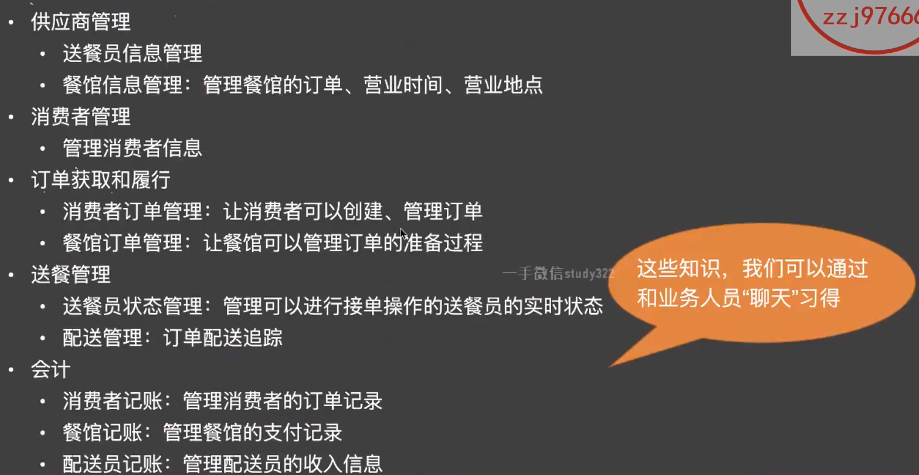 zzj97666
• 供应商管理
• 送餐员信息管理
• 餐馆信息管理：管理餐馆的订单、营业时间、营业地点
• 消费者管理
• 管理消费者信息
• 订单获取和履行
• 消费者订单管理：让消费者可以创建、管理订单
• 餐馆订单管理：让餐馆可以管理订单的准备过程
• 送餐管理
一手微信study322
• 送餐员状态管理：管理可以进行接单操作的送餐员的实时状态
• 配送管理：订单配送追踪
• 会计
• 消费者记账：管理消费者的订单记录
• 餐馆记账：管理餐馆的支付记录
• 配送员记账：管理配送员的收入信息
这些知识，我们可以通过
和业务人员“聊天”习得